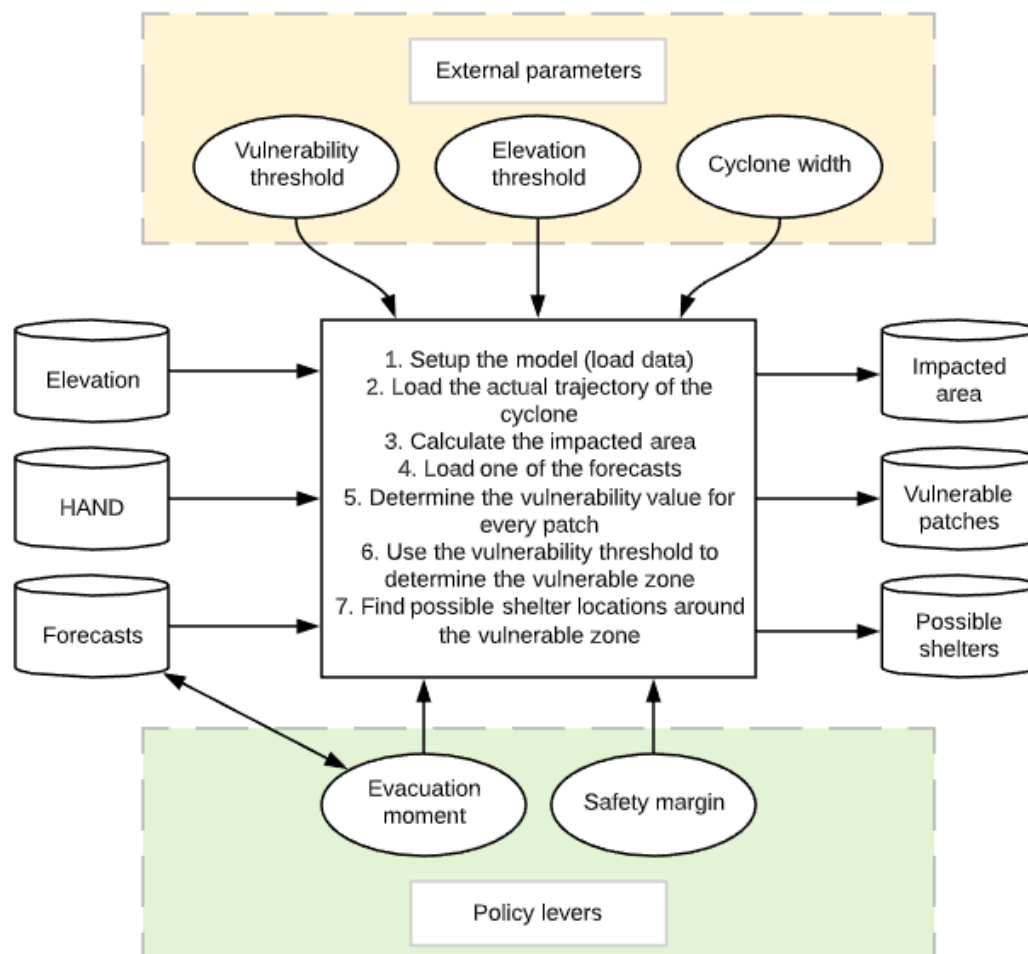 External parameters
Vulnerability
threshold
Elevation
threshold
Cyclone width
Elevation
HAND
Forecasts
1. Setup the model (load data)
2. Load the actual trajectory of the
cyclone
3. Calculate the impacted area
4. Load one of the forecasts
5. Determine the vulnerability value for
every patch
6. Use the vulnerability threshold to
determine the vulnerable zone
7. Find possible shelter locations around
the vulnerable zone
Impacted
area
Vulnerable
patches
Possible
shelters
Evacuation
moment
Safety margin
Policy levers